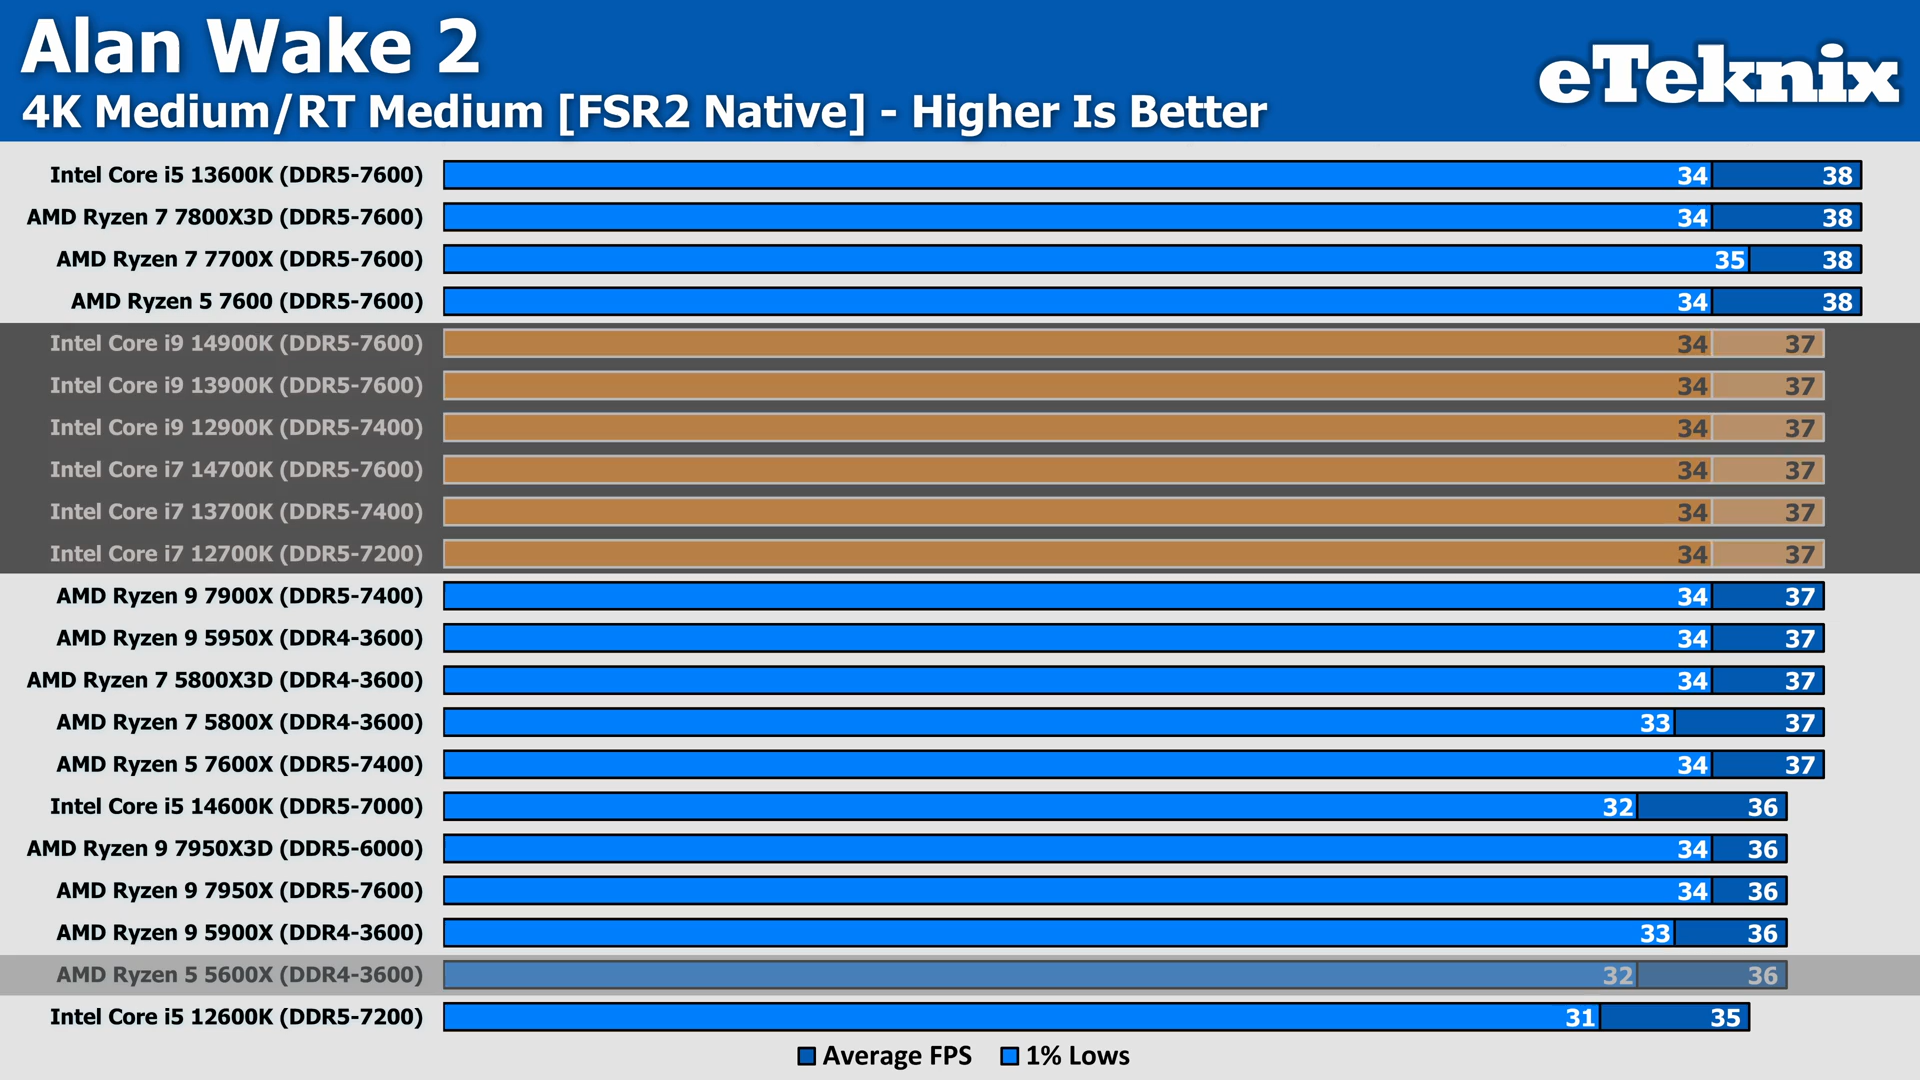 Alan Wake 2
eTeknix
4K Medium/RT Medium [FSR2 Native] - Higher Is Better
Intel Core i5 13600K (DDR5-7600) 34 38
AMD Ryzen 7 7800X3D (DDR5-7600) 34 38
AMD Ryzen 7 7700X (DDR5-7600) 35 38
AMD Ryzen 5 7600 (DDR5-7600) 34 38
Intel Core i9 14900K (DDR5-7600) 34 37
Intel Core i9 13900K (DDR5-7600) 34 37
Intel Core i9 12900K (DDR5-7400) 34 37
Intel Core i7 14700K (DDR5-7600) 34 37
Intel Core i7 13700K (DDR5-7400) 34 37
Intel Core i7 12700K (DDR5-7200) 34 37
AMD Ryzen 9 7900X (DDR5-7400) 34 37
AMD Ryzen 9 5950X (DDR4-3600) 34 37
AMD Ryzen 7 5800X3D (DDR4-3600) 34 37
AMD Ryzen 7 5800X (DDR4-3600) 33 37
AMD Ryzen 5 7600X (DDR5-7400) 34 37
Intel Core i5 14600K (DDR5-7000) 32 36
AMD Ryzen 9 7950X3D (DDR5-6000) 34 36
AMD Ryzen 9 7950X (DDR5-7600) 34 36
AMD Ryzen 9 5900X (DDR4-3600) 33 36
AMD Ryzen 5 5600X (DDR4-3600) 32 36
Intel Core i5 12600K (DDR5-7200) 31 35
Average FPS 1% Lows